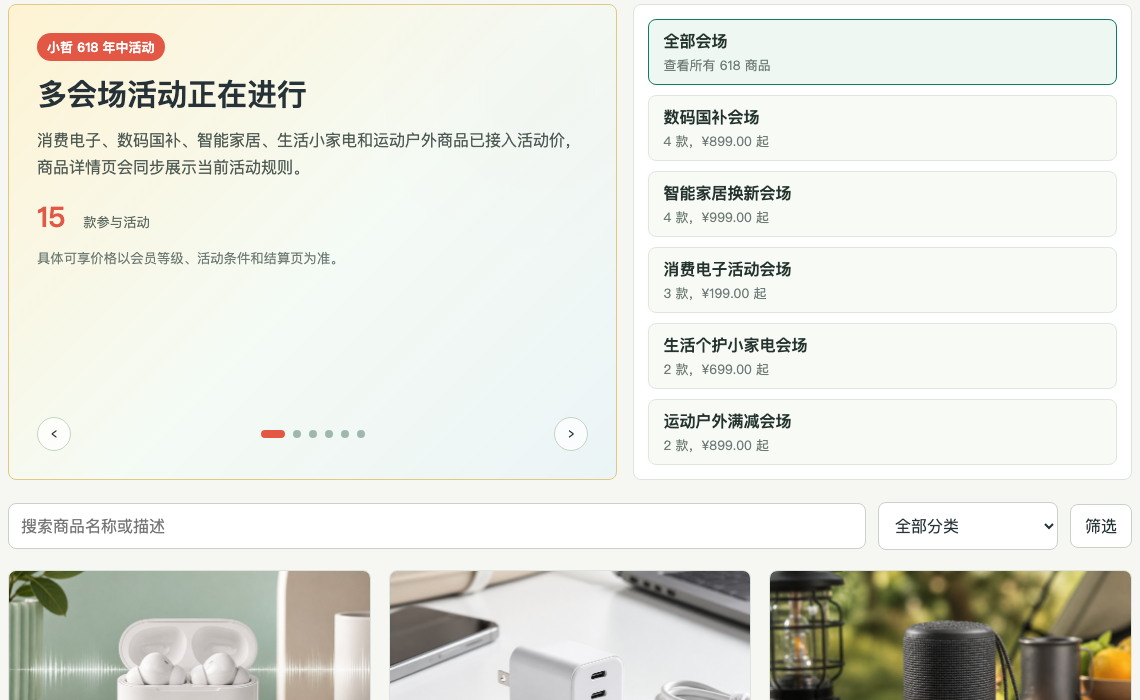 小哲 618 年中活动
多会场活动正在进行
消费电子、数码国补、智能家居、生活小家电和运动户外商品已接入活动价，
商品详情页会同步展示当前活动规则。
15 款参与活动
具体可享价格以会员等级、活动条件和结算页为准。
全部会场
查看所有 618 商品
数码国补会场
4 款，¥899.00 起
智能家居换新会场
4 款，¥999.00 起
消费电子活动会场
3 款，¥199.00 起
生活个护小家电会场
2 款，¥699.00 起
运动户外满减会场
2 款，¥899.00 起
搜索商品名称或描述
全部分类
筛选